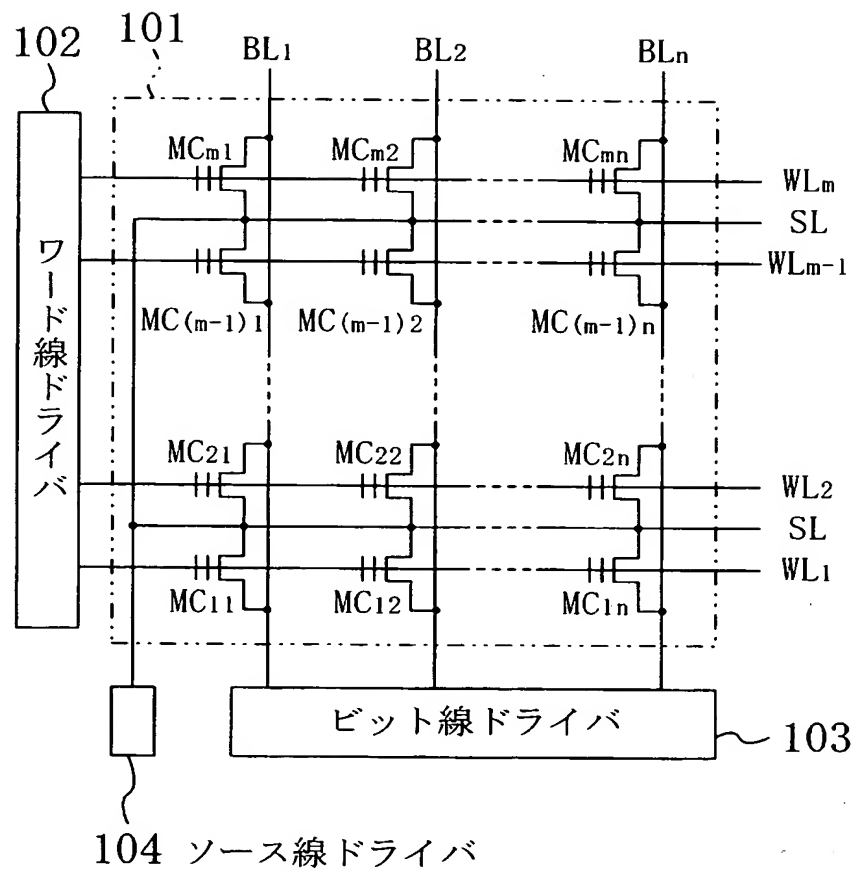 102
101
BL1
BL2
BLn
MCm1
MCm2
MCmn
WLm
SL
WLm-1
MC(m-1)1
MC(m-1)2
MC(m-1)n
ワード線ドライバ
MC21
MC22
MC2n
WL2
SL
WL1
MC11
MC12
MC1n
ビット線ドライバ
103
104 ソース線ドライバ